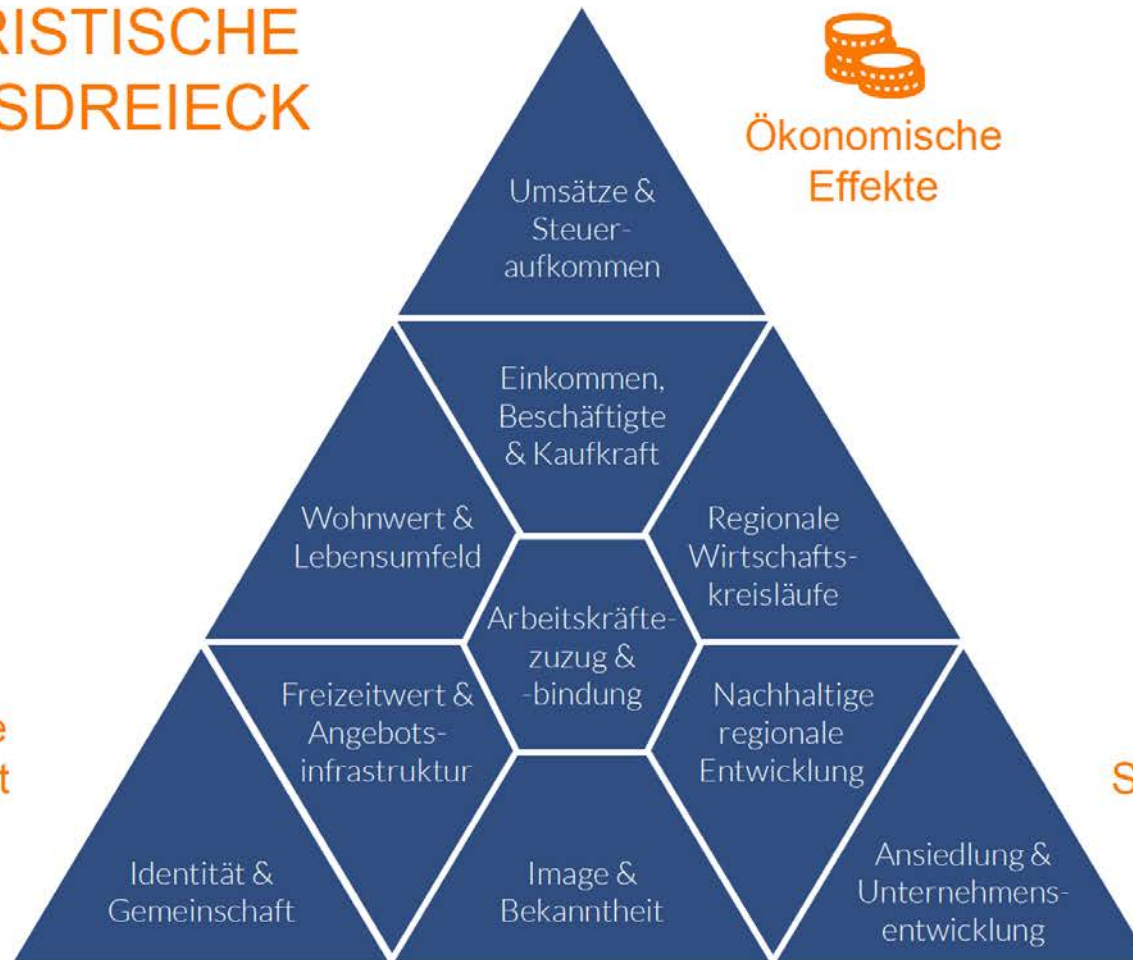 RISTISCHE
SDREIECK
Ökonomische
Effekte
Umsätze &
Steuer-
aufkommen
Einkommen,
Beschäftigte
& Kaufkraft
Wohnwert &
Lebensumfeld
Regionale
Wirtschafts-
kreisläufe
Arbeitskräfte-
zuzug &
-bindung
Freizeitwert &
Angebots-
infrastruktur
Nachhaltige
regionale
Entwicklung
e
t
S
Identität &
Gemeinschaft
Image &
Bekanntheit
Ansiedlung &
Unternehmens-
entwicklung